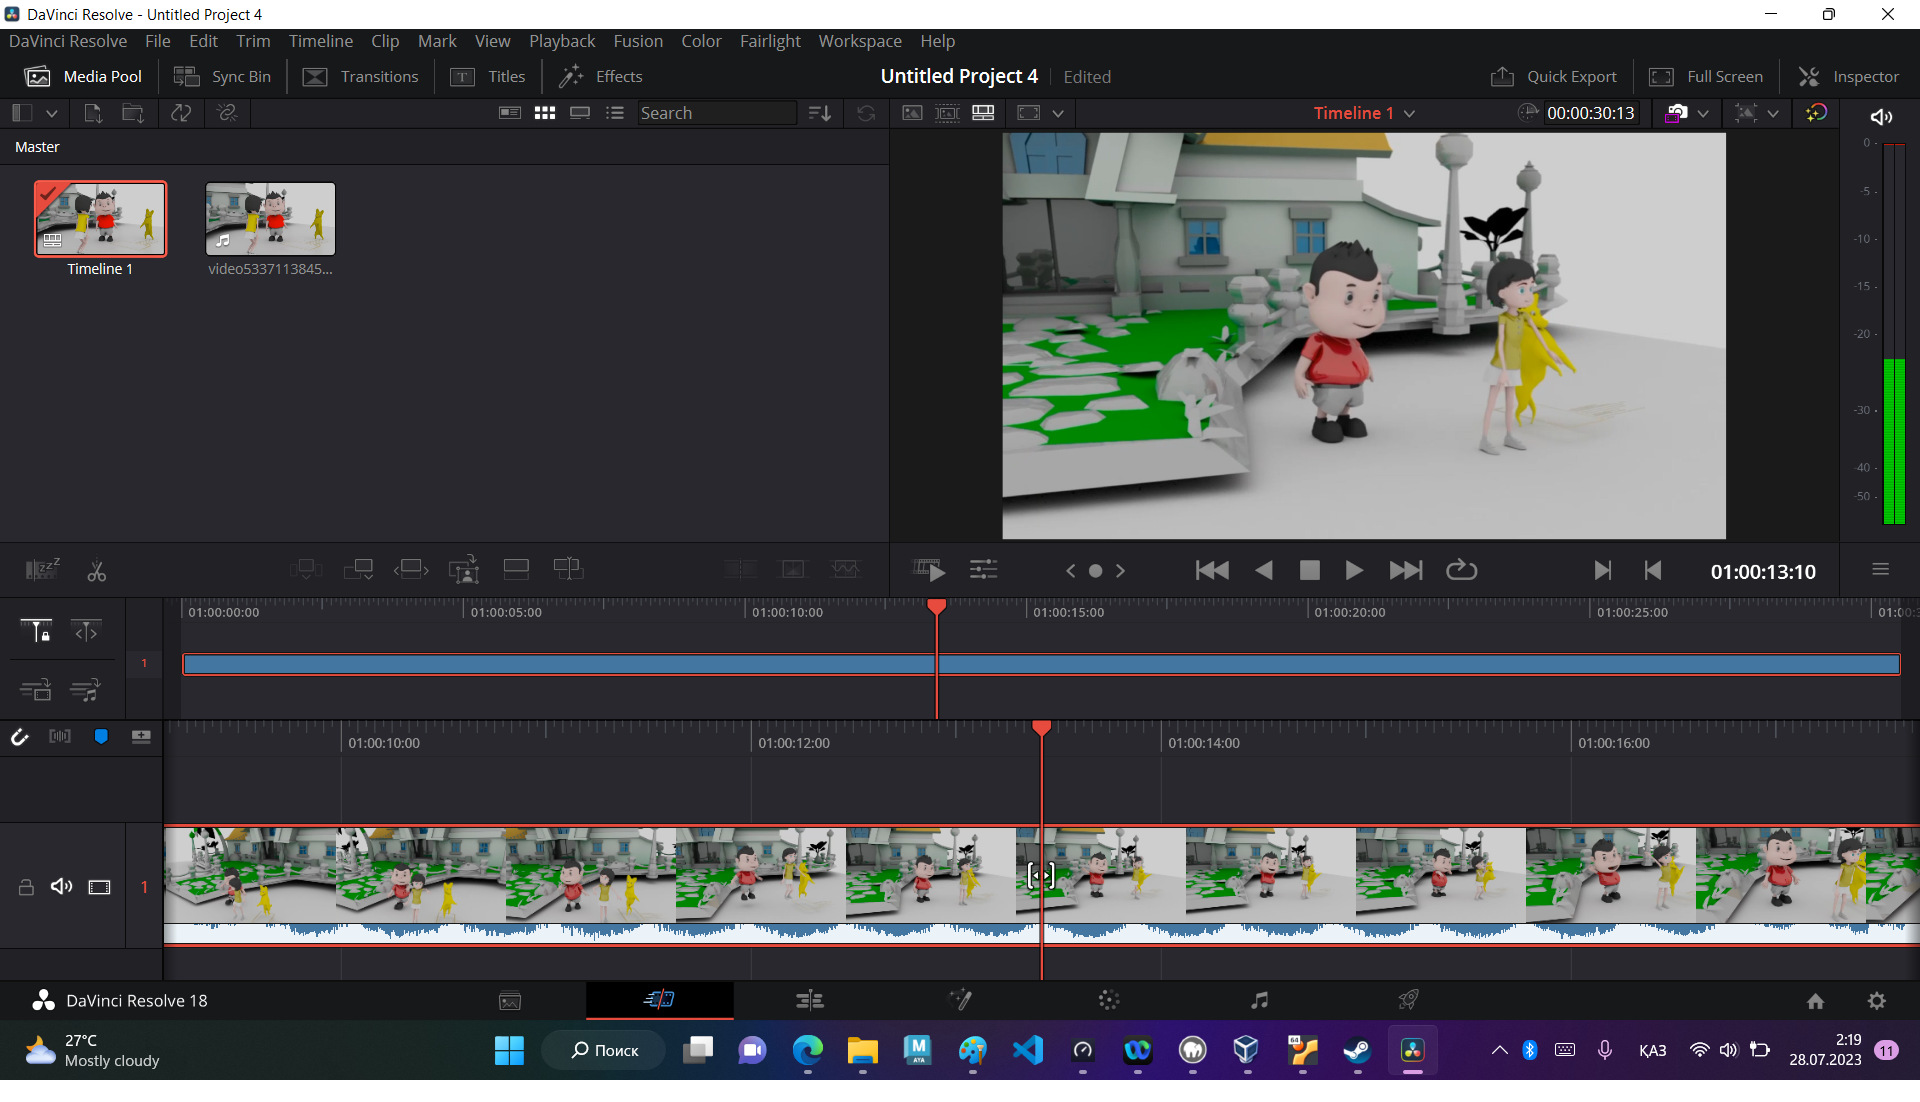 DaVinci Resolve - Untitled Project 4
DaVinci Resolve File Edit Trim Timeline Clip Mark View Playback Fusion Color Fairlight Workspace Help
Media Pool Sync Bin Transitions T Titles Effects Untitled Project 4 Edited Quick Export Full Screen Inspector
Search Timeline 1 00:00:30:13
Master
Timeline 1 video5337113845...
0
-5
-10
-15
-20
-30
-40
-50
01:00:13:10
01:00:00:00 01:00:05:00 01:00:10:00 01:00:15:00 01:00:20:00 01:00:25:00 01:00:3
1
01:00:10:00 01:00:12:00 01:00:14:00 01:00:16:00
1
DaVinci Resolve 18
27°C
Mostly cloudy
Поиск
M
ATA
64
ҚАЗ
2:19
28.07.2023
11